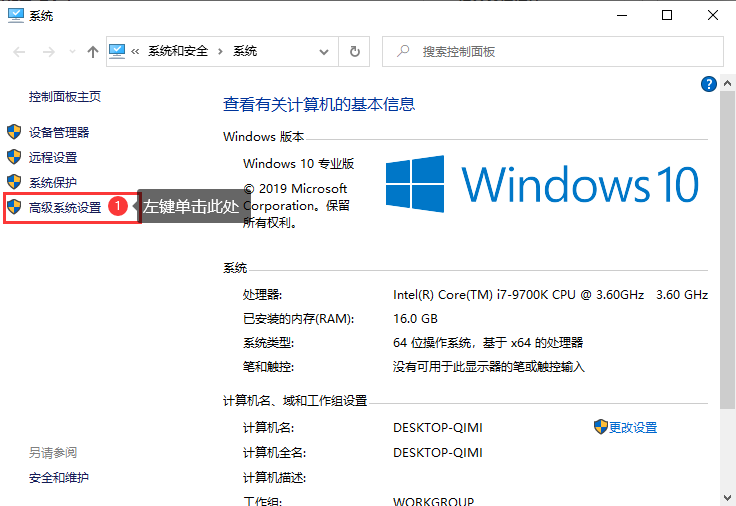 系统
« 系统和安全 › 系统
搜索控制面板
控制面板主页
设备管理器
远程设置
系统保护
高级系统设置 1 左键单击此处
查看有关计算机的基本信息
Windows 版本
Windows 10 专业版
© 2019 Microsoft
Corporation。保留
所有权利。
Windows 10
系统
处理器: Intel(R) Core(TM) i7-9700K CPU @ 3.60GHz 3.60 GHz
已安装的内存(RAM): 16.0 GB
系统类型: 64 位操作系统, 基于 x64 的处理器
笔和触控: 没有可用于此显示器的笔或触控输入
计算机名、域和工作组设置
计算机名: DESKTOP-QIMI 更改设置
计算机全名: DESKTOP-QIMI
计算机描述:
工作组: WORKGROUP
另请参阅
安全和维护
?